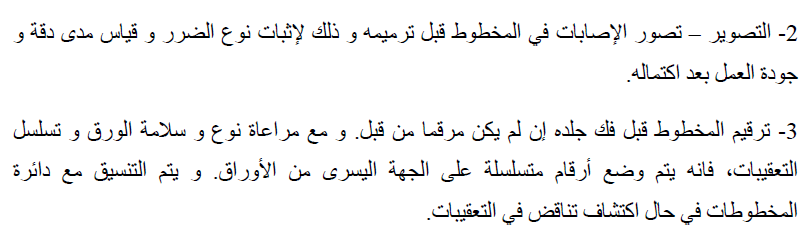 2- التصوير – تصور الإصابات في المخطوط قبل ترميمه و ذلك لإثبات نوع الضرر و قياس مدى دقة و
جودة العمل بعد اكتماله.
3- ترقيم المخطوط قبل فك جلده إن لم يكن مرقما من قبل. و مع مراعاة نوع و سلامة الورق و تسلسل
التعقيبات، فانه يتم وضع أرقام متسلسلة على الجهة اليسرى من الأوراق. و يتم التنسيق مع دائرة
المخطوطات في حال اكتشاف تناقض في التعقيبات.